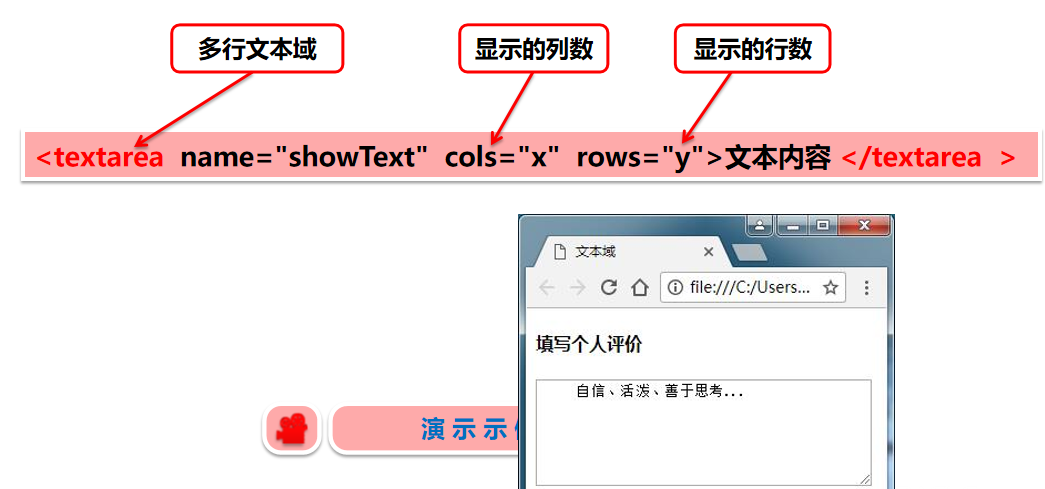 多行文本域 显示的列数 显示的行数
<textarea name="showText" cols="x" rows="y">文本内容 </textarea >
文本域
file:///C:/Users...
填写个人评价
自信、活泼、善于思考...
演示示